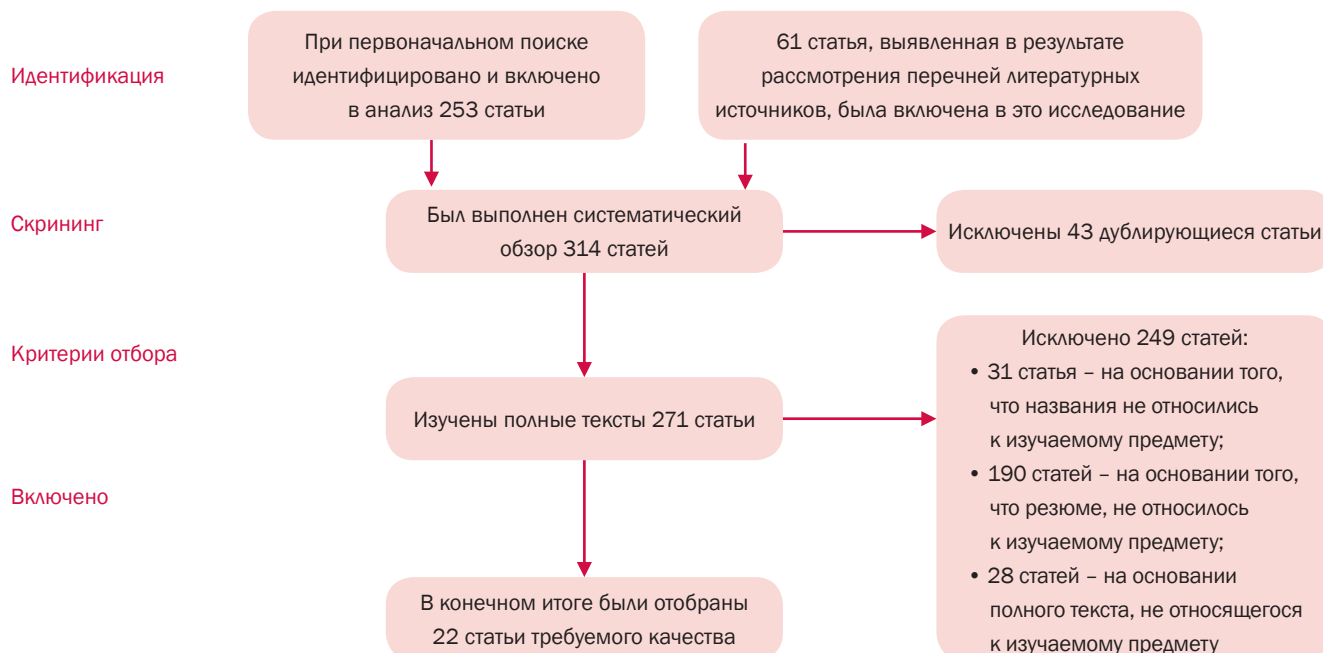 Идентификация
При первоначальном поиске
идентифицировано и включено
в анализ 253 статьи
61 статья, выявленная в результате
рассмотрения перечней литературных
источников, была включена в это исследование
Скрининг
Был выполнен систематический
обзор 314 статей
Исключены 43 дублирующиеся статьи
Критерии отбора
Изучены полные тексты 271 статьи
Исключено 249 статей:
• 31 статья – на основании того,
что названия не относились
к изучаемому предмету;
• 190 статей – на основании того,
что резюме, не относилось
к изучаемому предмету;
• 28 статей – на основании
полного текста, не относящегося
к изучаемому предмету
Включено
В конечном итоге были отобраны
22 статьи требуемого качества